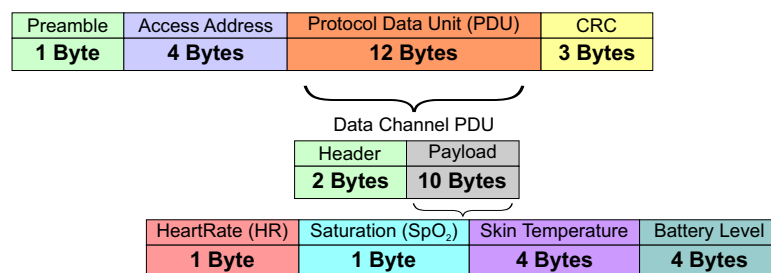 Preamble Access Address Protocol Data Unit (PDU) CRC
1 Byte 4 Bytes 12 Bytes 3 Bytes
Data Channel PDU
Header Payload
2 Bytes 10 Bytes
HeartRate (HR) Saturation (SpO₂) Skin Temperature Battery Level
1 Byte 1 Byte 4 Bytes 4 Bytes